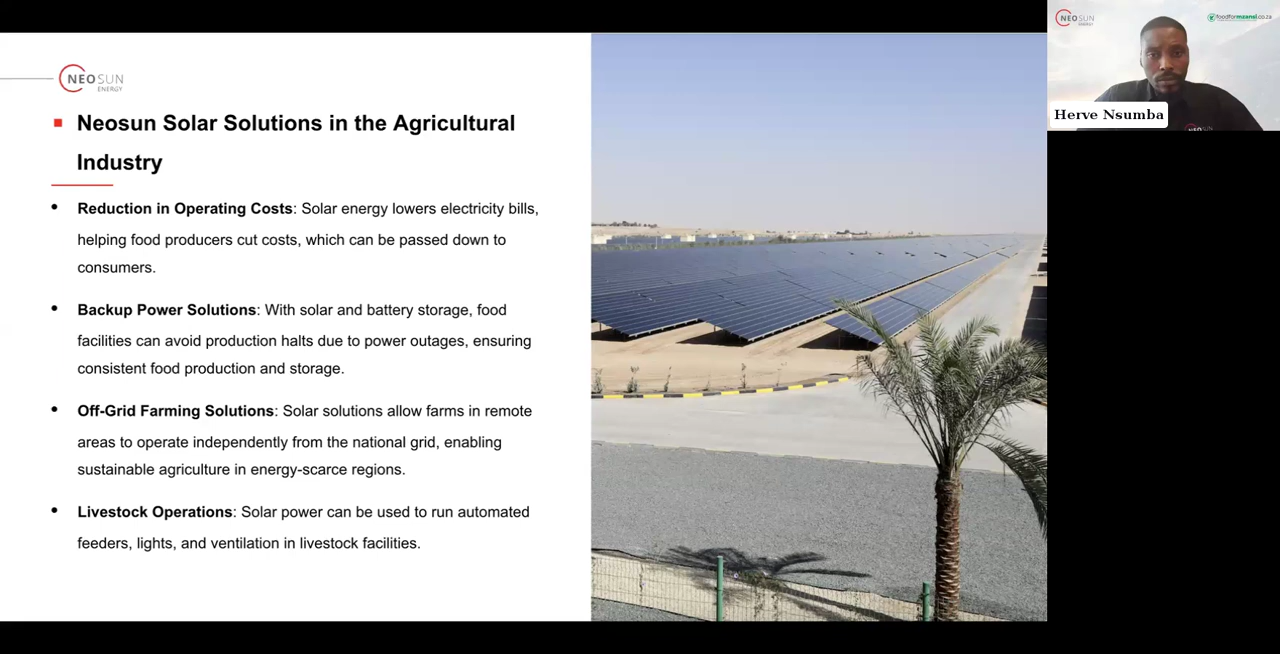 NEOSUN
ENERGY
Neosun Solar Solutions in the Agricultural
Industry
Reduction in Operating Costs: Solar energy lowers electricity bills,
helping food producers cut costs, which can be passed down to
consumers.
Backup Power Solutions: With solar and battery storage, food
facilities can avoid production halts due to power outages, ensuring
consistent food production and storage.
Off-Grid Farming Solutions: Solar solutions allow farms in remote
areas to operate independently from the national grid, enabling
sustainable agriculture in energy-scarce regions.
Livestock Operations: Solar power can be used to run automated
feeders, lights, and ventilation in livestock facilities.
NEOSUN
ENERGY
foodformzansi.co.za
Herve Nsumba
NEOSUN